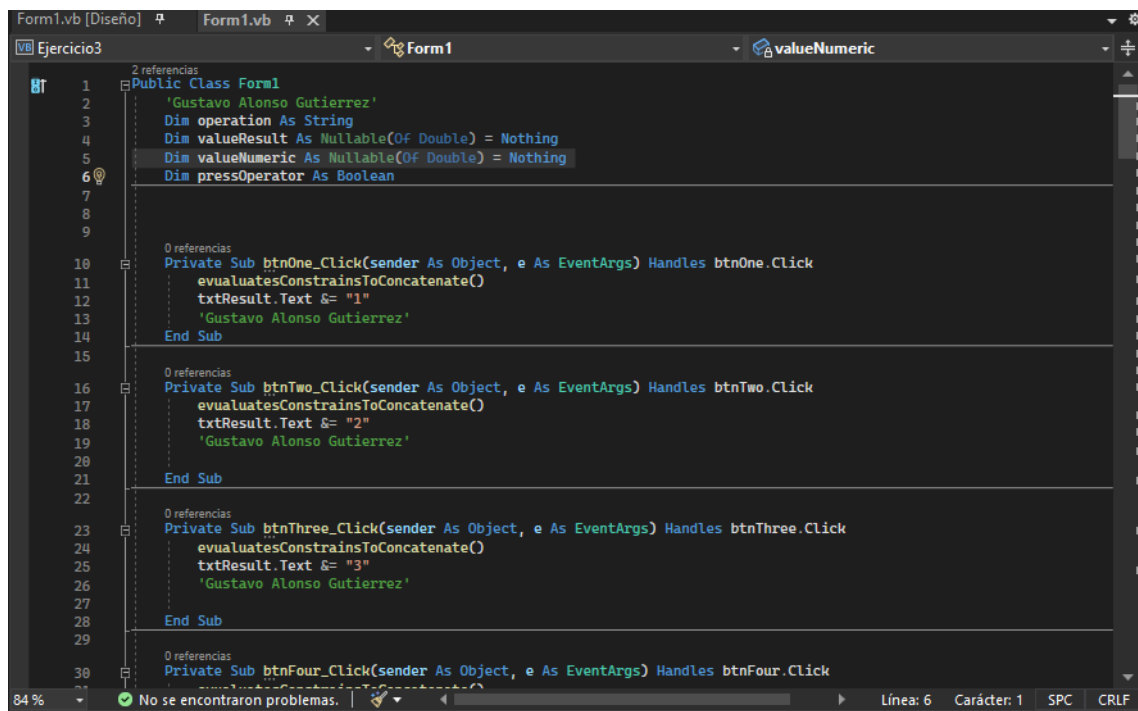 Form1.vb [Diseño] Form1.vb
VB Ejercicio3 Form1 valueNumeric
2 referencias
1 Public Class Form1
2 'Gustavo Alonso Gutierrez'
3 Dim operation As String
4 Dim valueResult As Nullable(Of Double) = Nothing
5 Dim valueNumeric As Nullable(Of Double) = Nothing
6 Dim pressOperator As Boolean
7
8
9
0 referencias
10 Private Sub btnOne_Click(sender As Object, e As EventArgs) Handles btnOne.Click
11 evualuatesConstrainsToConcatenate()
12 txtResult.Text &= "1"
13 'Gustavo Alonso Gutierrez'
14 End Sub
15
0 referencias
16 Private Sub btnTwo_Click(sender As Object, e As EventArgs) Handles btnTwo.Click
17 evualuatesConstrainsToConcatenate()
18 txtResult.Text &= "2"
19 'Gustavo Alonso Gutierrez'
20
21 End Sub
22
0 referencias
23 Private Sub btnThree_Click(sender As Object, e As EventArgs) Handles btnThree.Click
24 evualuatesConstrainsToConcatenate()
25 txtResult.Text &= "3"
26 'Gustavo Alonso Gutierrez'
27
28 End Sub
29
0 referencias
30 Private Sub btnFour_Click(sender As Object, e As EventArgs) Handles btnFour.Click
84 % No se encontraron problemas. Línea: 6 Carácter: 1 SPC CRLF